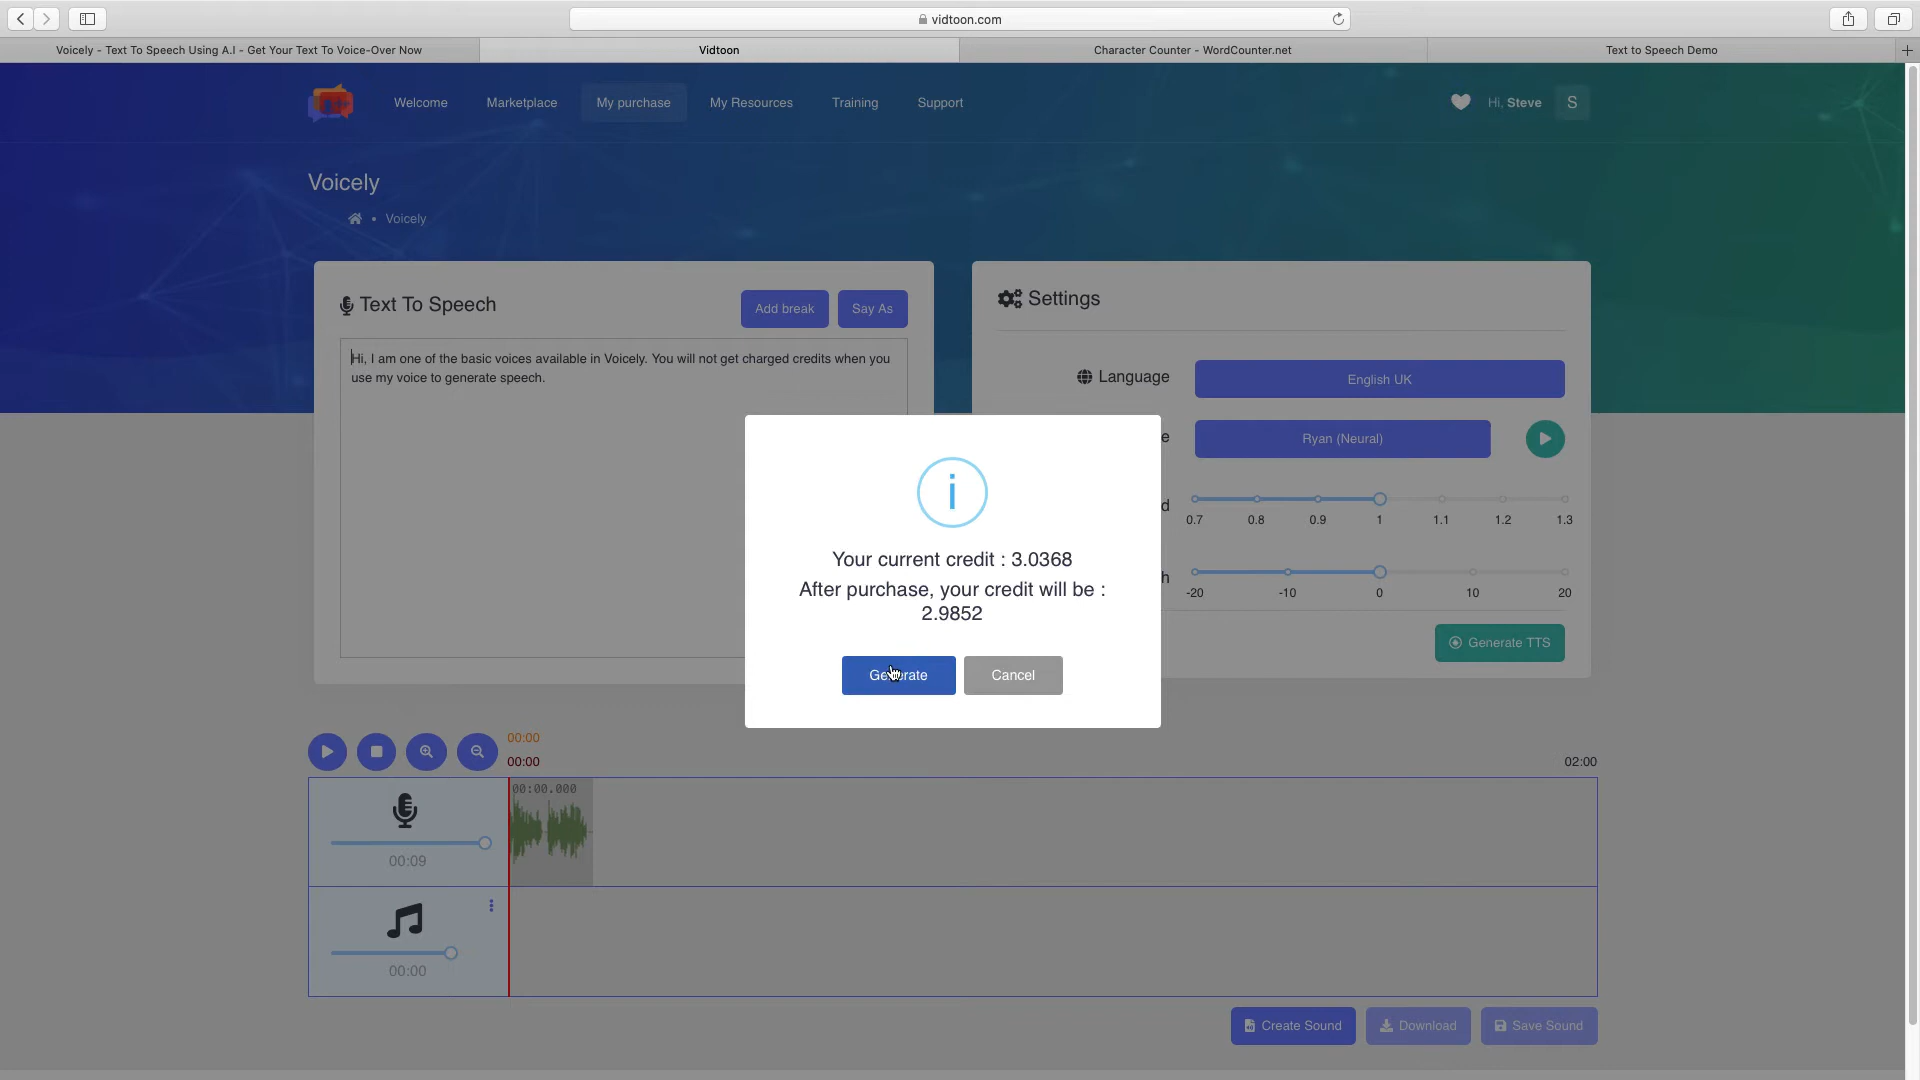 vidtoon.com
Voicely - Text To Speech Using A.I - Get Your Text To Voice-Over Now
Vidtoon
Character Counter - WordCounter.net
Text to Speech Demo
Welcome
Marketplace
My purchase
My Resources
Training
Support
Hi, Steve
S
Voicely
Voicely
Text To Speech
Add break
Say As
Hi, I am one of the basic voices available in Voicely. You will not get charged credits when you
use my voice to generate speech.
Settings
Language
English UK
e
Ryan (Neural)
d
0.7
0.8
0.9
1
1.1
1.2
1.3
h
-20
-10
0
10
20
Generate TTS
i
Your current credit : 3.0368
After purchase, your credit will be :
2.9852
Generate
Cancel
00:00
00:00
02:00
00:00.000
00:09
00:00
Create Sound
Download
Save Sound